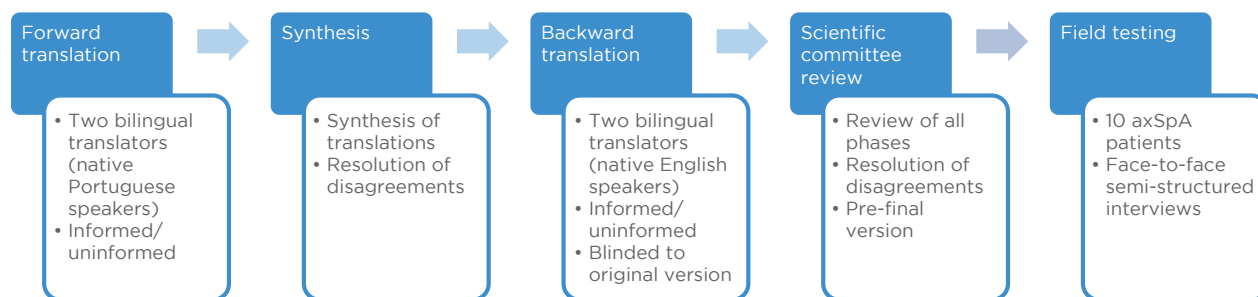 Forward
translation
• Two bilingual
translators
(native
Portuguese
speakers)
• Informed/
uninformed
Synthesis
• Synthesis of
translations
• Resolution of
disagreements
Backward
translation
• Two bilingual
translators
(native English
speakers)
• Informed/
uninformed
• Blinded to
original version
Scientific
committee
review
• Review of all
phases
• Resolution of
disagreements
• Pre-final
version
Field testing
• 10 axSpA
patients
• Face-to-face
semi-structured
interviews